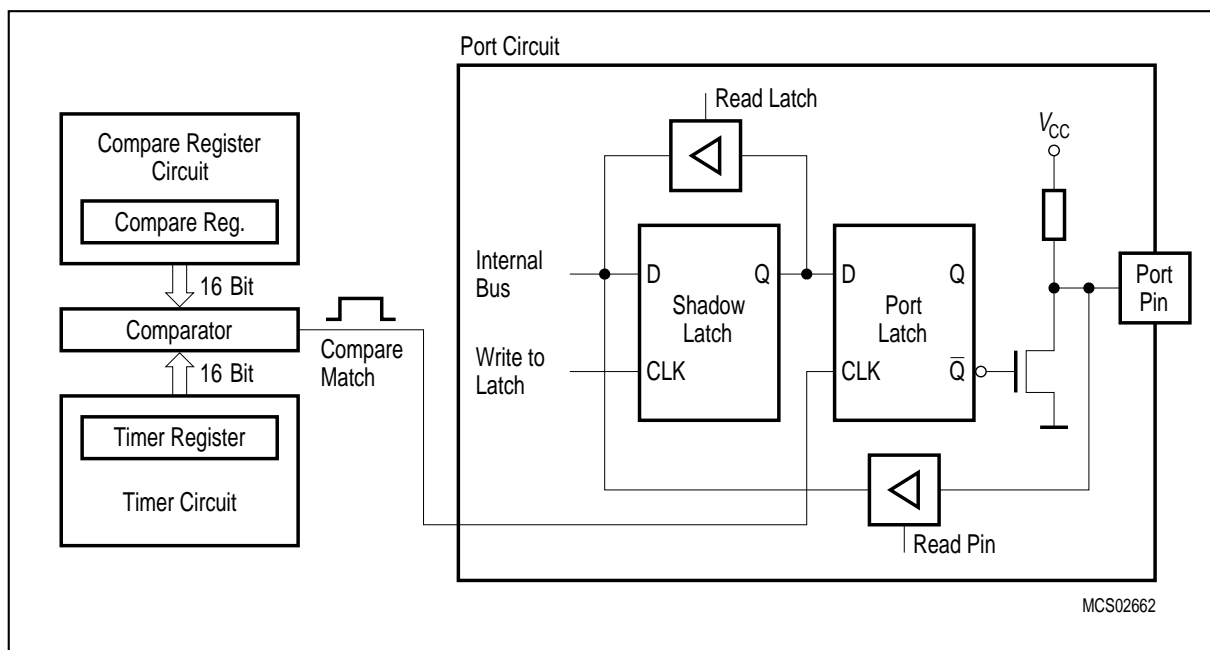 Port Circuit
Read Latch
V̅CC
Compare Register
Circuit
Compare Reg.
16 Bit
Comparator
16 Bit
Timer Register
Timer Circuit
Compare
Match
Internal
Bus
Write to
Latch
D
Q
Shadow
Latch
CLK
D
Q
Port
Latch
CLK
Q̅
Port
Pin
Read Pin
MCS02662